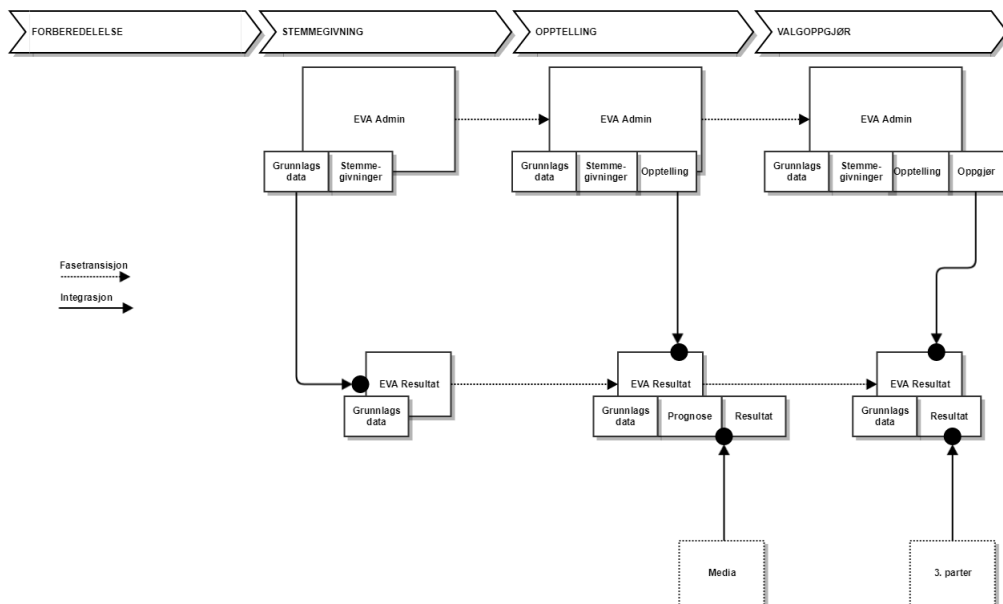 FORBEREDELELSE
STEMMEGIVNING
OPPTELLING
VALGOPPGJØR
EVA Admin
EVA Admin
EVA Admin
Grunnlags
data
Stemme-
givninger
Grunnlags
data
Stemme-
givninger
Opptelling
Grunnlags
data
Stemme-
givninger
Opptelling
Oppgjør
Fasetransisjon
Integrasjon
EVA Resultat
EVA Resultat
EVA Resultat
Grunnlags
data
Grunnlags
data
Prognose
Resultat
Grunnlags
data
Resultat
Media
3. parter